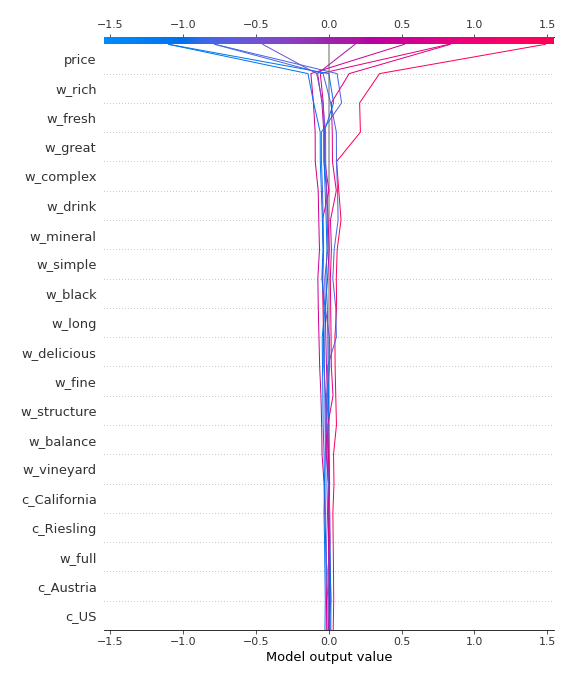 −1.5 −1.0 −0.5 0.0 0.5 1.0 1.5
price
w_rich
w_fresh
w_great
w_complex
w_drink
w_mineral
w_simple
w_black
w_long
w_delicious
w_fine
w_structure
w_balance
w_vineyard
c_California
c_Riesling
w_full
c_Austria
c_US
−1.5 −1.0 −0.5 0.0 0.5 1.0 1.5
Model output value